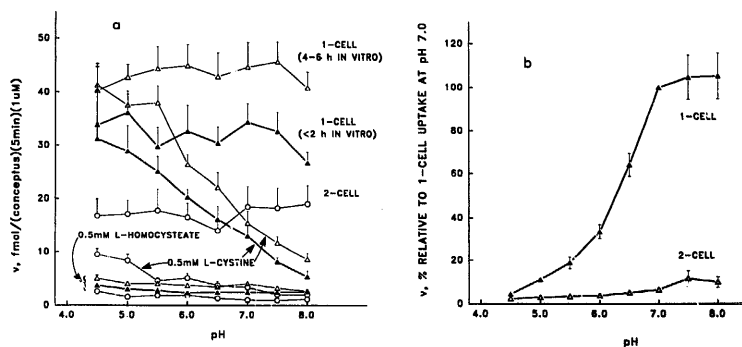 a
v, fmol/(conceptus)(5min)(1uM)
50
40
30
20
10
0
1-CELL
(4-6 h IN VITRO)
1-CELL
(<2 h IN VITRO)
2-CELL
0.5mM L-HOMOCYSTEATE
0.5mM L-CYSTINE
4.0
5.0
6.0
7.0
8.0
pH
b
v, % RELATIVE TO 1-CELL UPTAKE AT pH 7.0
120
100
80
60
40
20
0
1-CELL
2-CELL
4.0
5.0
6.0
7.0
8.0
pH